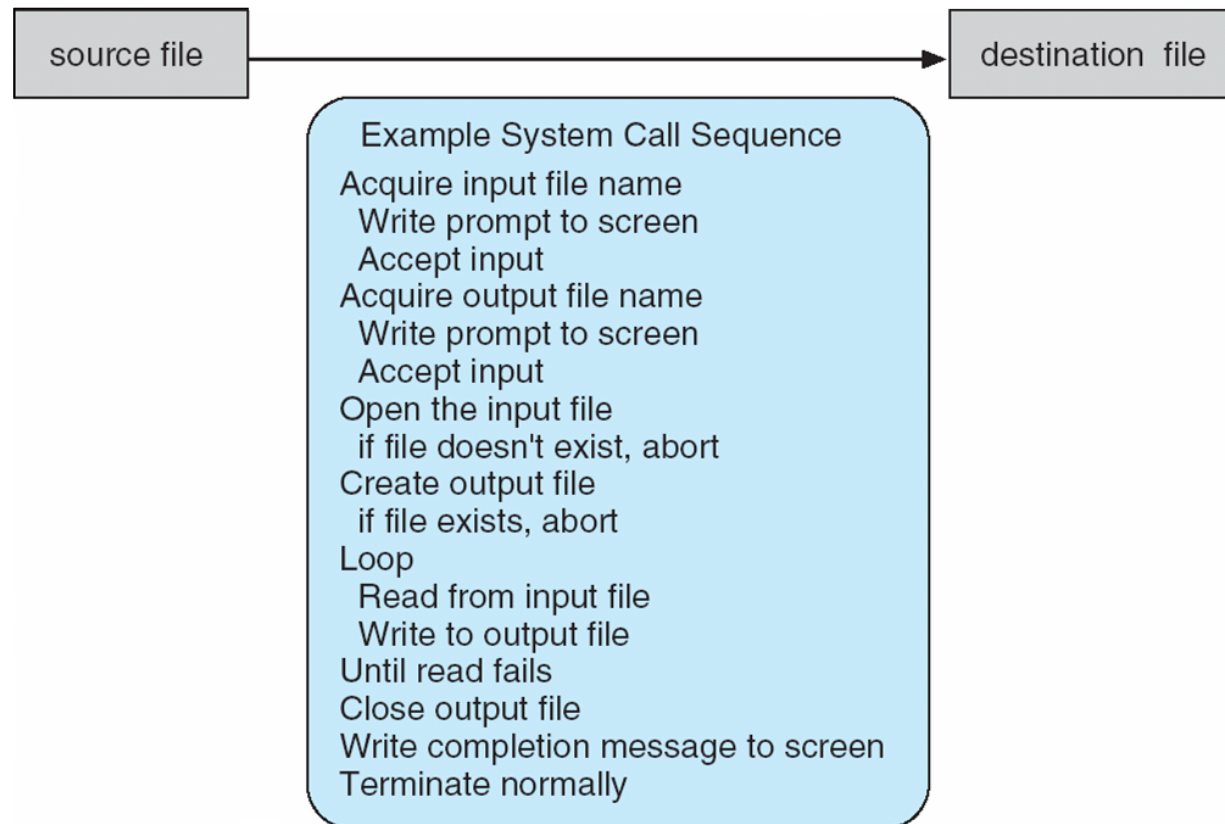 source file
destination file
Example System Call Sequence
Acquire input file name
Write prompt to screen
Accept input
Acquire output file name
Write prompt to screen
Accept input
Open the input file
if file doesn't exist, abort
Create output file
if file exists, abort
Loop
Read from input file
Write to output file
Until read fails
Close output file
Write completion message to screen
Terminate normally